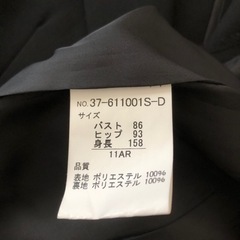 NO.37-611001S-D
サイズ
バスト 86
ヒップ 93
身長 158
11AR
品質
表地 ポリエステル 100%
裏地 ポリエステル 100%